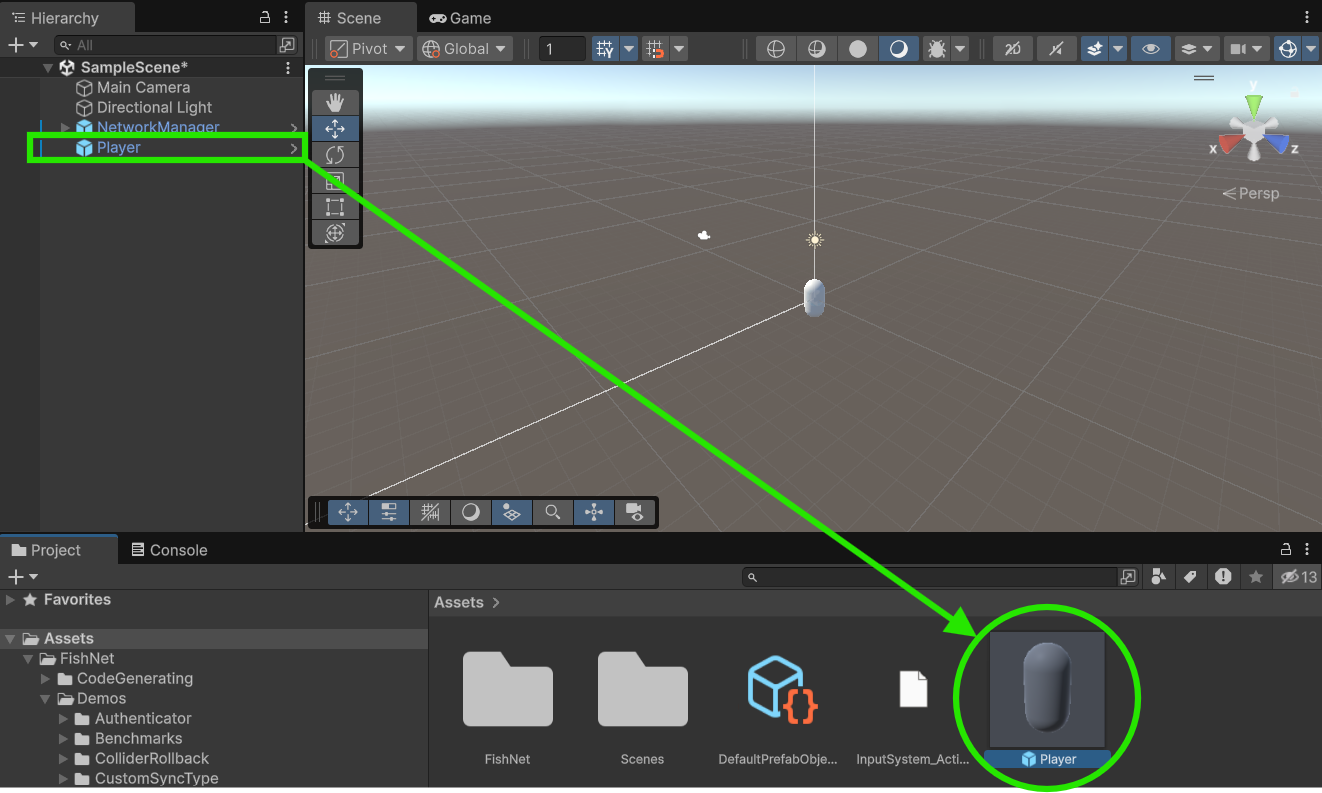 Hierarchy
Scene
Game
All
Pivot
Global
1
2D
SampleScene*
Main Camera
Directional Light
NetworkManager
Player
y
x
z
Persp
Project
Console
13
Favorites
Assets
FishNet
CodeGenerating
Demos
Authenticator
Benchmarks
ColliderRollback
CustomSyncType
Assets
FishNet
Scenes
DefaultPrefabObje...
InputSystem_Acti...
Player